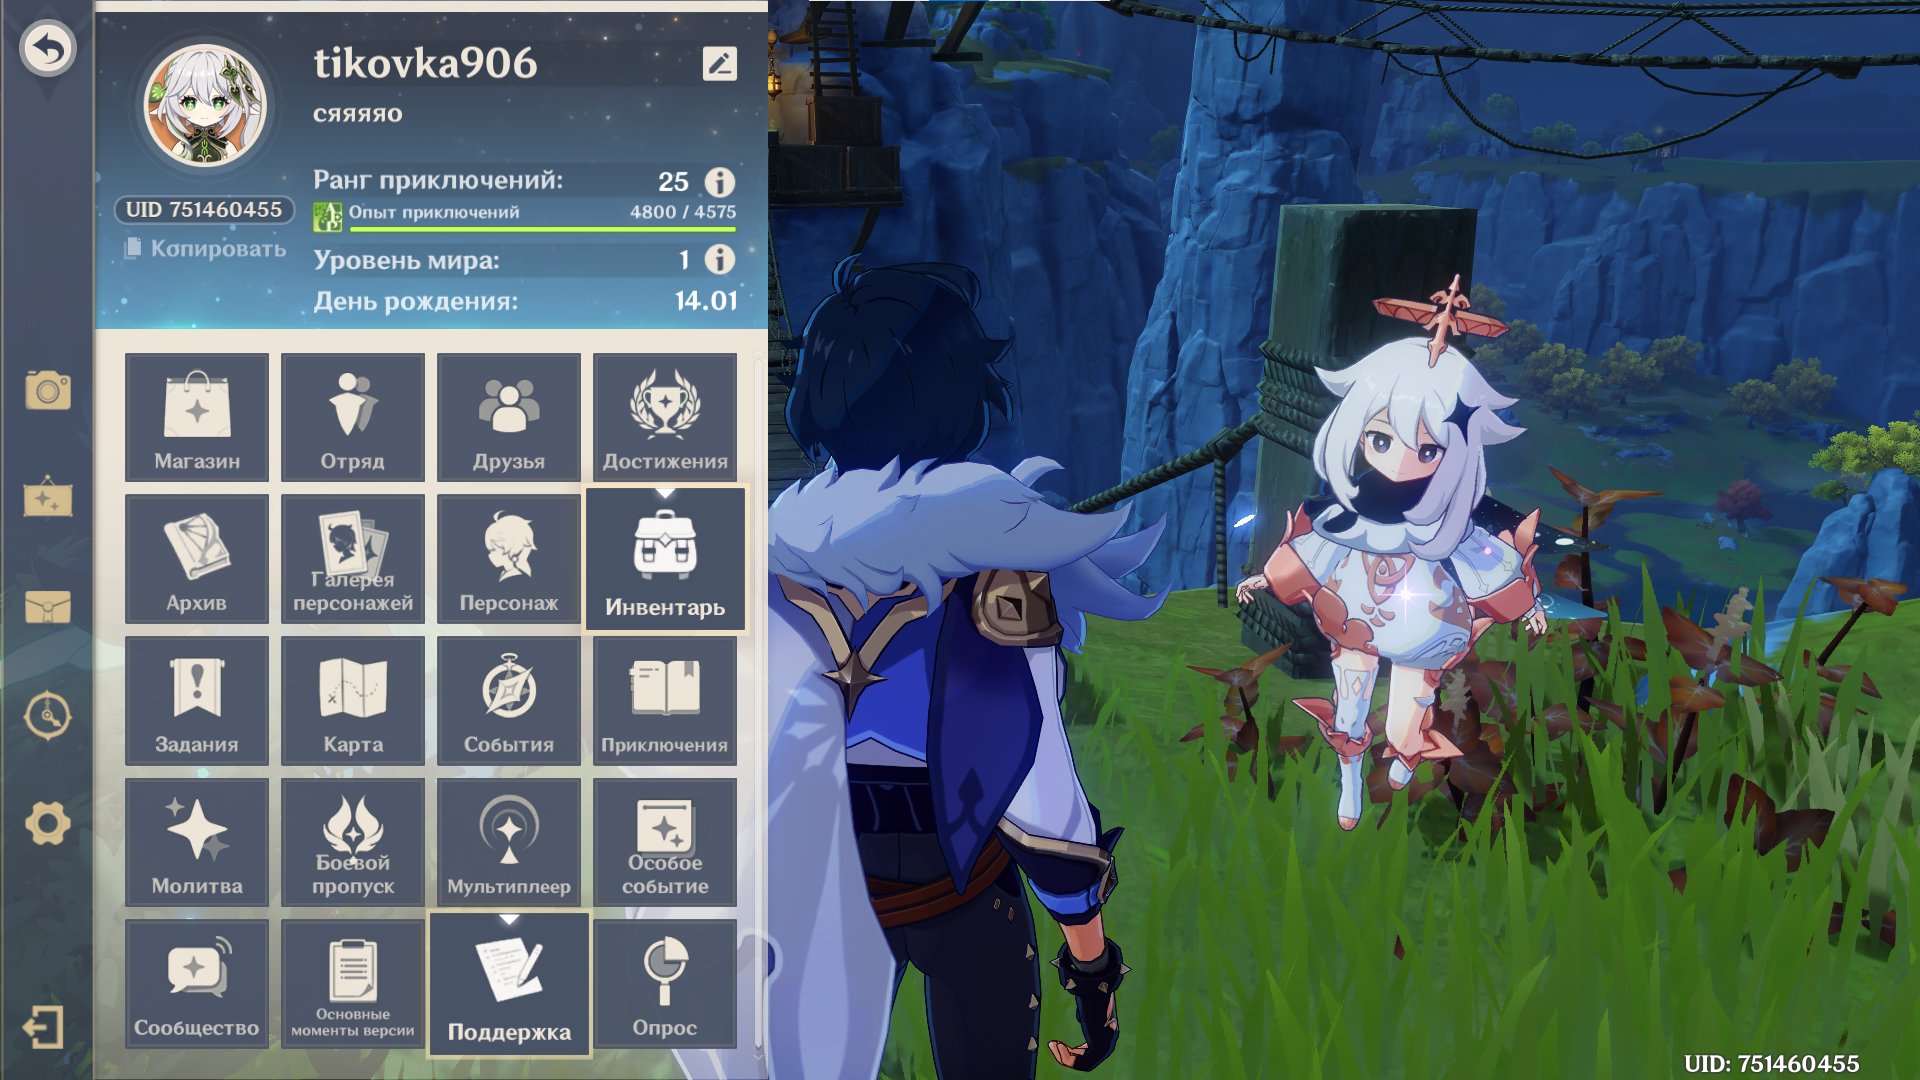 tikovka906
сяяяяо
Ранг приключений: 25
Опыт приключений 4800 / 4575
UID 751460455
Копировать
Уровень мира: 1
День рождения: 14.01
Магазин
Отряд
Друзья
Достижения
Архив
Галерея
персонажей
Персонаж
Инвентарь
Задания
Карта
События
Приключения
Молитва
Боевой
пропуск
Мультиплеер
Особое
событие
Сообщество
Основные
моменты версии
Поддержка
Опрос
UID: 751460455